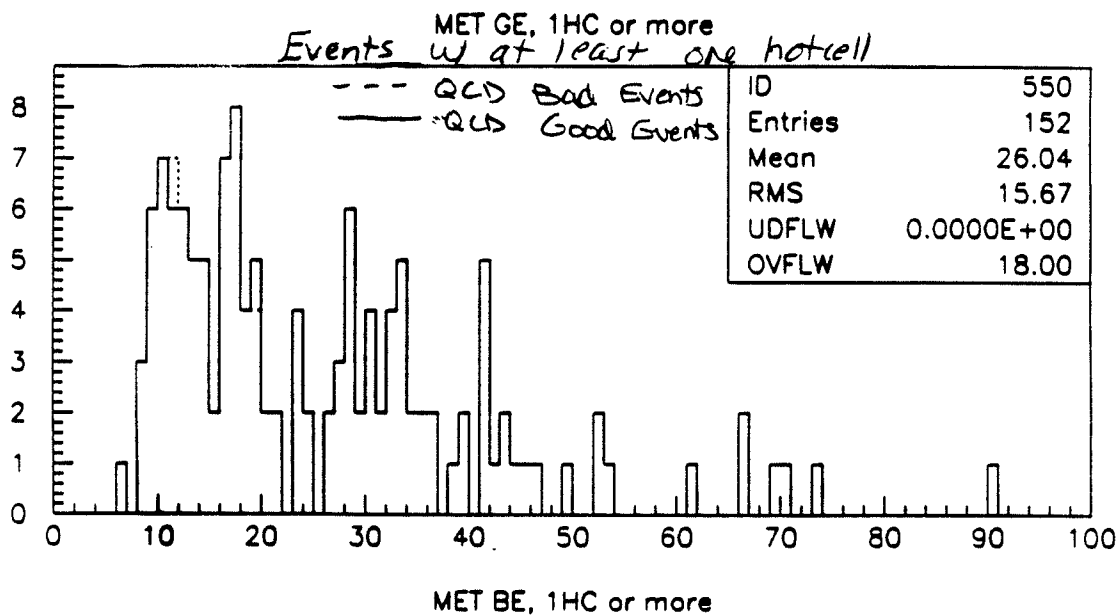 MET GE, 1HC or more
Events w/ at least one hotcell
--- QCD Bad Events
— QCD Good Events
ID 550
Entries 152
Mean 26.04
RMS 15.67
UDFLW 0.0000E+00
OVFLW 18.00
8
7
6
5
4
3
2
1
0
0 10 20 30 40 50 60 70 80 90 100
MET BE, 1HC or more